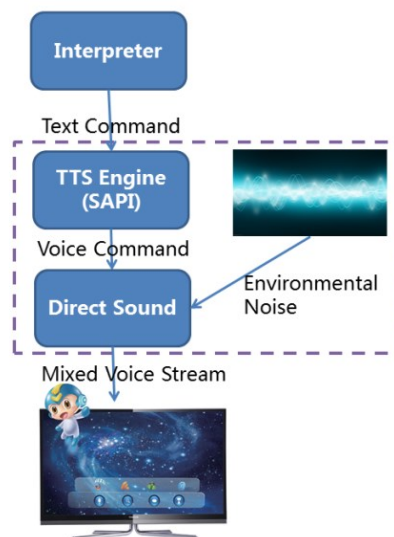 Interpreter
Text Command
TTS Engine
(SAPI)
Voice Command
Environmental
Noise
Direct Sound
Mixed Voice Stream